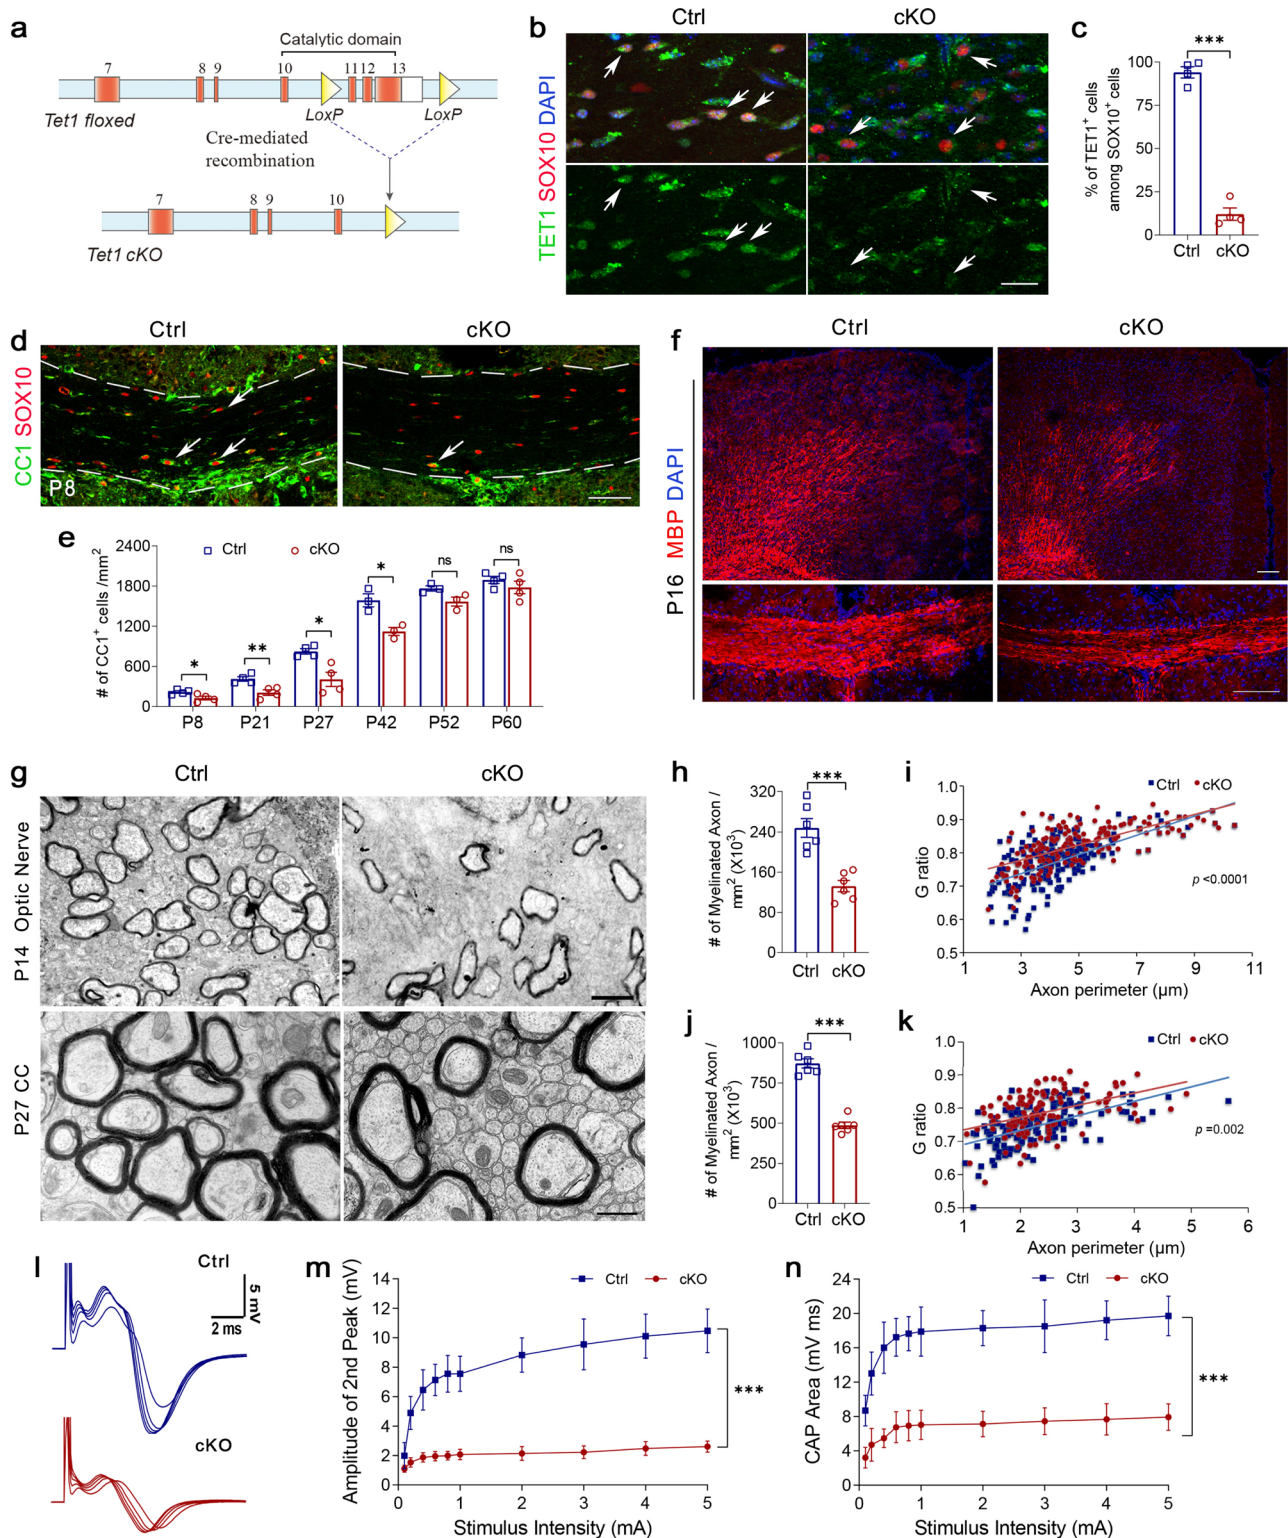 a
Catalytic domain
7
8
9
10
11
12
13
Tet1 floxed
LoxP
LoxP
Cre-mediated
recombination
7
8
9
10
Tet1 cKO
b
Ctrl
cKO
TET1 SOX10 DAPI
TET1
c
***
% of TET1+ cells
among SOX10+ cells
100
75
50
25
0
Ctrl
cKO
d
Ctrl
cKO
CC1 SOX10
P8
e
# of CC1+ cells /mm2
2400
1800
1200
600
0
Ctrl
cKO
*
**
*
*
ns
ns
P8
P21
P27
P42
P52
P60
f
Ctrl
cKO
P16 MBP DAPI
g
Ctrl
cKO
P14 Optic Nerve
P27 CC
h
# of Myelinated Axon /
mm2 (X103)
320
240
160
80
0
***
Ctrl
cKO
i
G ratio
1.0
0.9
0.8
0.7
0.6
0.5
Ctrl
cKO
p <0.0001
1
3
5
7
9
11
Axon perimeter (μm)
j
# of Myelinated Axon /
mm2 (X103)
1000
750
500
250
0
***
Ctrl
cKO
k
G ratio
1.0
0.9
0.8
0.7
0.6
0.5
Ctrl
cKO
p =0.002
1
2
3
4
5
6
Axon perimeter (μm)
l
Ctrl
5 mV
2 ms
cKO
m
Amplitude of 2nd Peak (mV)
14
12
10
8
6
4
2
0
Ctrl
cKO
***
0
1
2
3
4
5
Stimulus Intensity (mA)
n
CAP Area (mV ms)
24
20
16
12
8
4
0
Ctrl
cKO
***
0
1
2
3
4
5
Stimulus Intensity (mA)